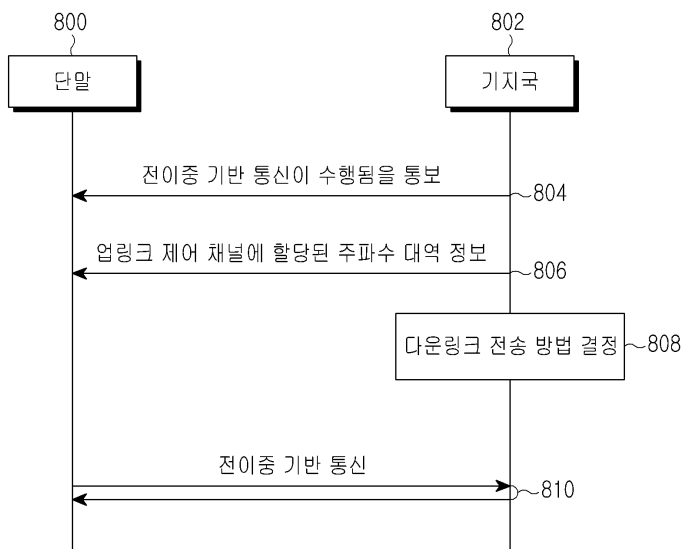 800
802
단말
기지국
전이중 기반 통신이 수행됨을 통보
804
업링크 제어 채널에 할당된 주파수 대역 정보
806
다운링크 전송 방법 결정
808
전이중 기반 통신
810